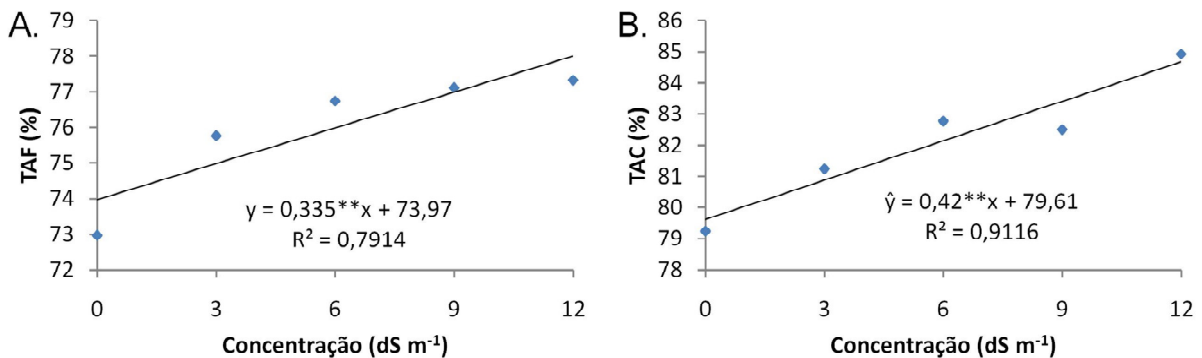 A.
79
78
77
76
75
74
73
72
TAF (%)
y = 0,335**x + 73,97
R² = 0,7914
0 3 6 9 12
Concentração (dS m⁻¹)
B.
86
85
84
83
82
81
80
79
78
TAC (%)
ŷ = 0,42**x + 79,61
R² = 0,9116
0 3 6 9 12
Concentração (dS m⁻¹)